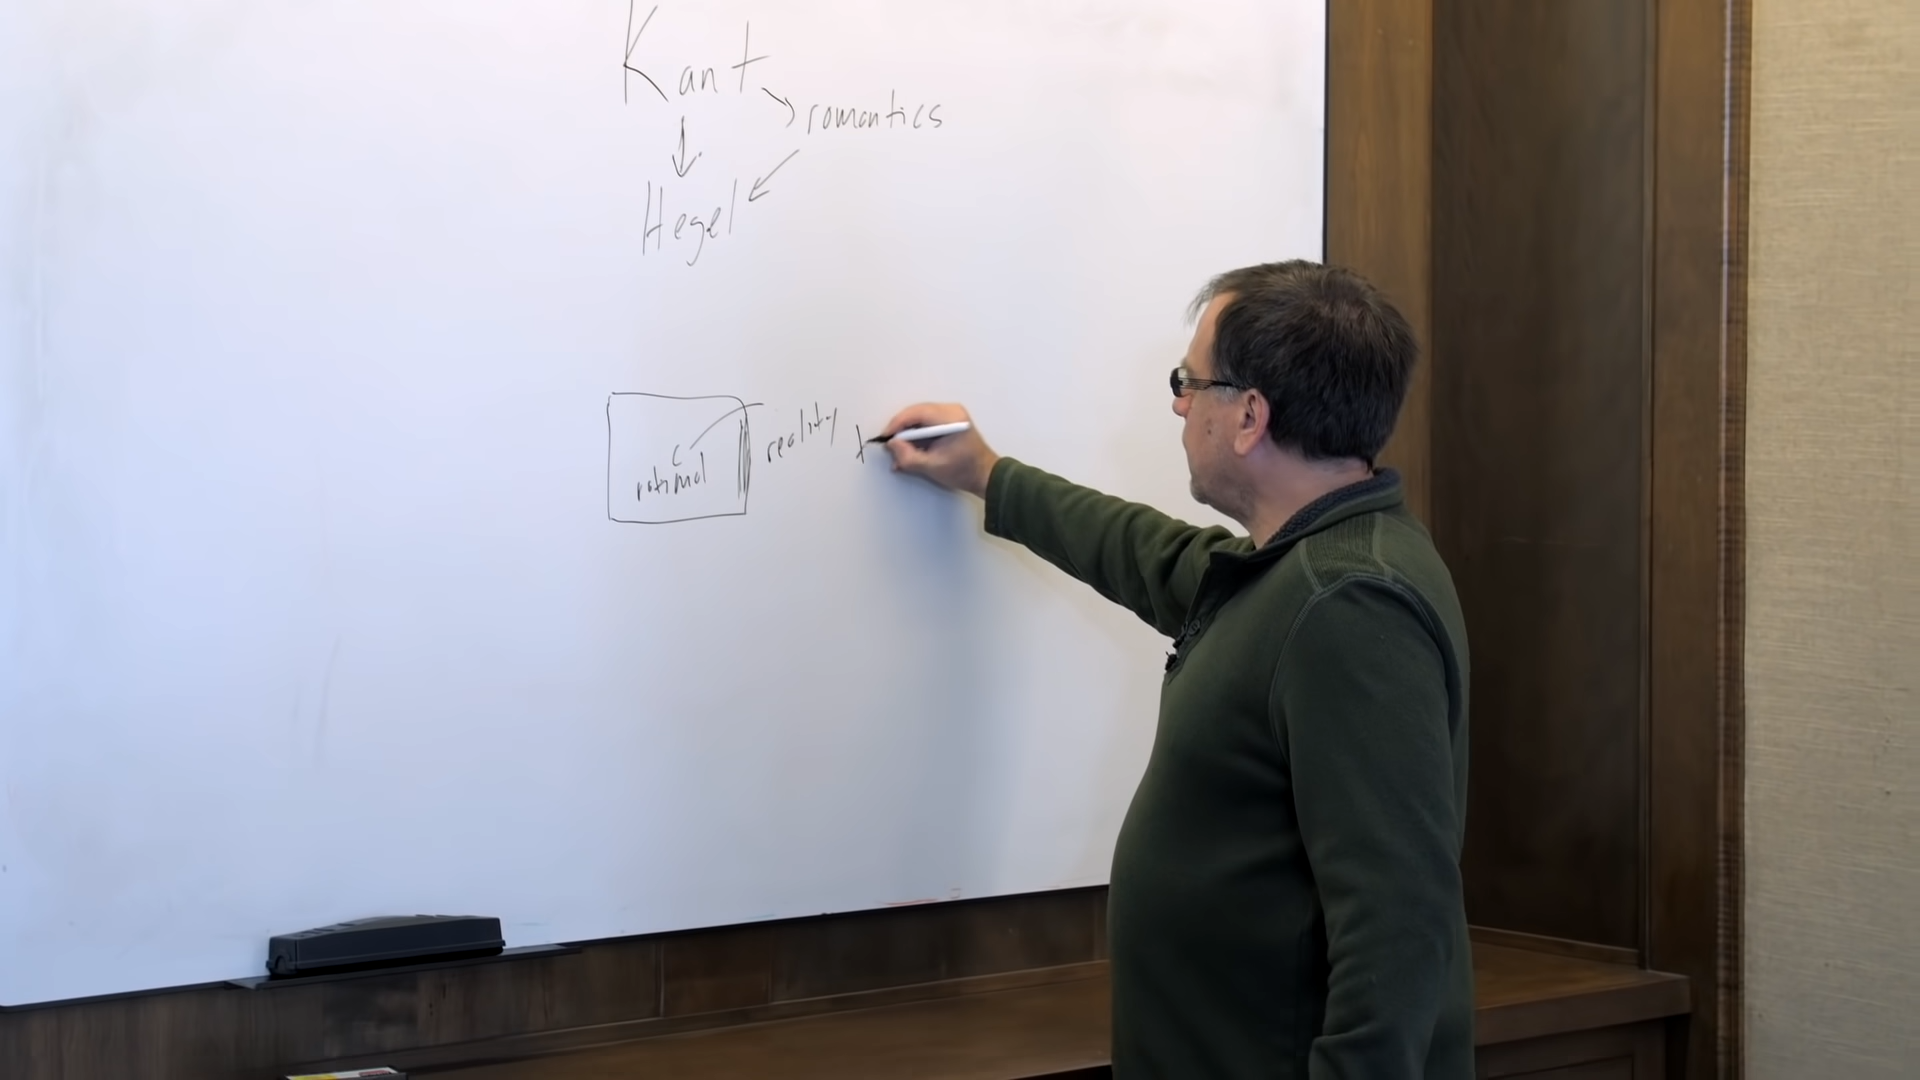 Kant
romantics
Hegel
reality
rational